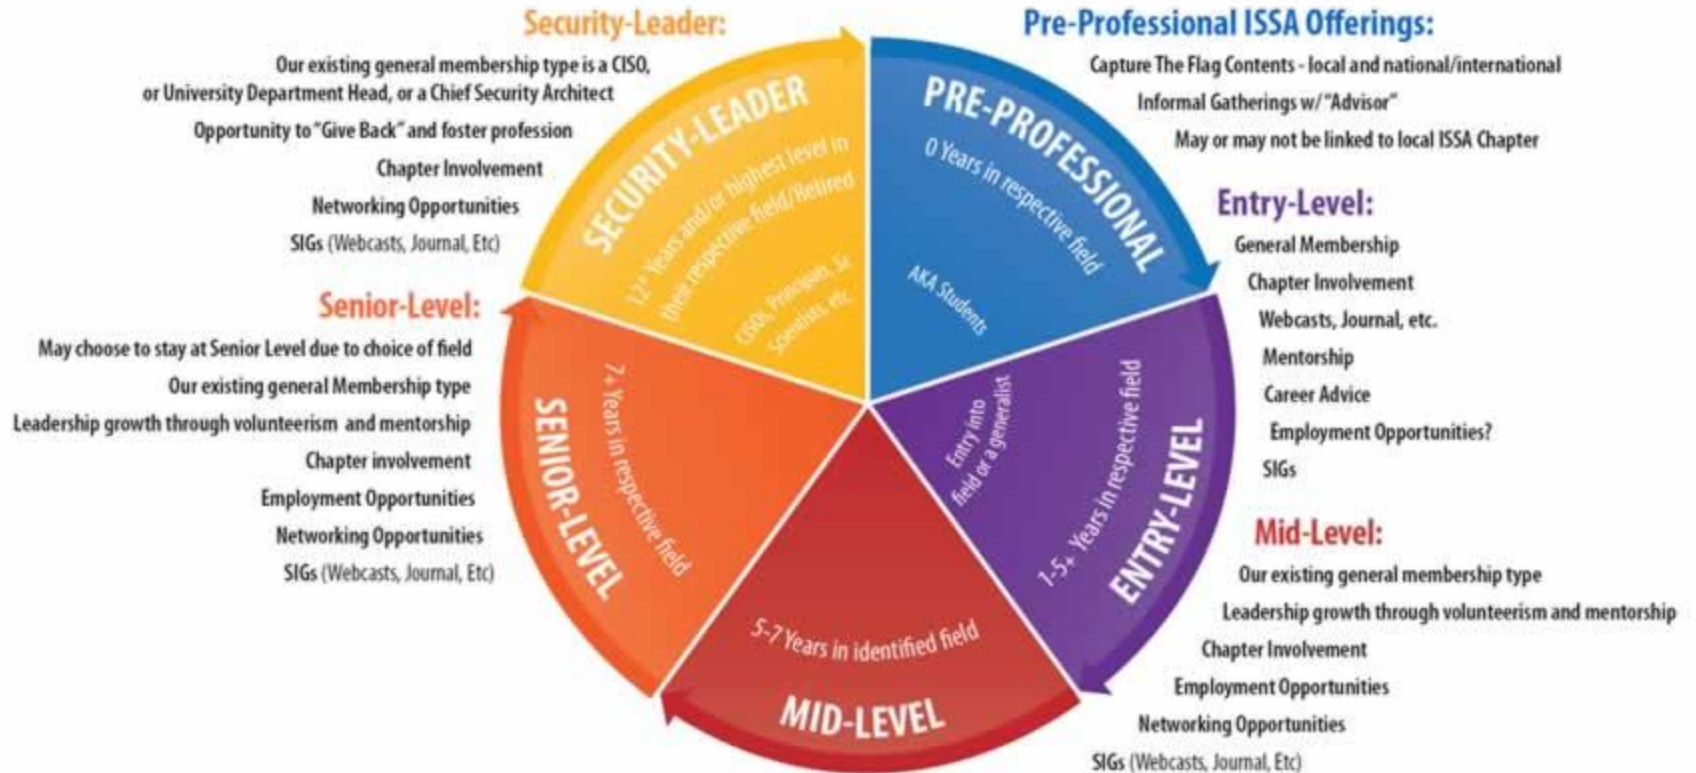 Security-Leader:
Our existing general membership type is a CISO,
or University Department Head, or a Chief Security Architect
Opportunity to "Give Back" and foster profession
Chapter Involvement
Networking Opportunities
SIGs (Webcasts, Journal, Etc)
Senior-Level:
May choose to stay at Senior Level due to choice of field
Our existing general Membership type
Leadership growth through volunteerism and mentorship
Chapter involvement
Employment Opportunities
Networking Opportunities
SIGs (Webcasts, Journal, Etc)
SECURITY-LEADER
12+ Years and/or highest level in
their respective field/Retired
CISOs, Principals, Sr
Scientists, etc
PRE-PROFESSIONAL
0 Years in respective field
AKA Students
ENTRY-LEVEL
1-5+ Years in respective field
Entry into
field or a generalist
5-7 Years in identified field
MID-LEVEL
SENIOR-LEVEL
7+ Years in respective field
Pre-Professional ISSA Offerings:
Capture The Flag Contents - local and national/international
Informal Gatherings w/"Advisor"
May or may not be linked to local ISSA Chapter
Entry-Level:
General Membership
Chapter Involvement
Webcasts, Journal, etc.
Mentorship
Career Advice
Employment Opportunities?
SIGs
Mid-Level:
Our existing general membership type
Leadership growth through volunteerism and mentorship
Chapter Involvement
Employment Opportunities
Networking Opportunities
SIGs (Webcasts, Journal, Etc)